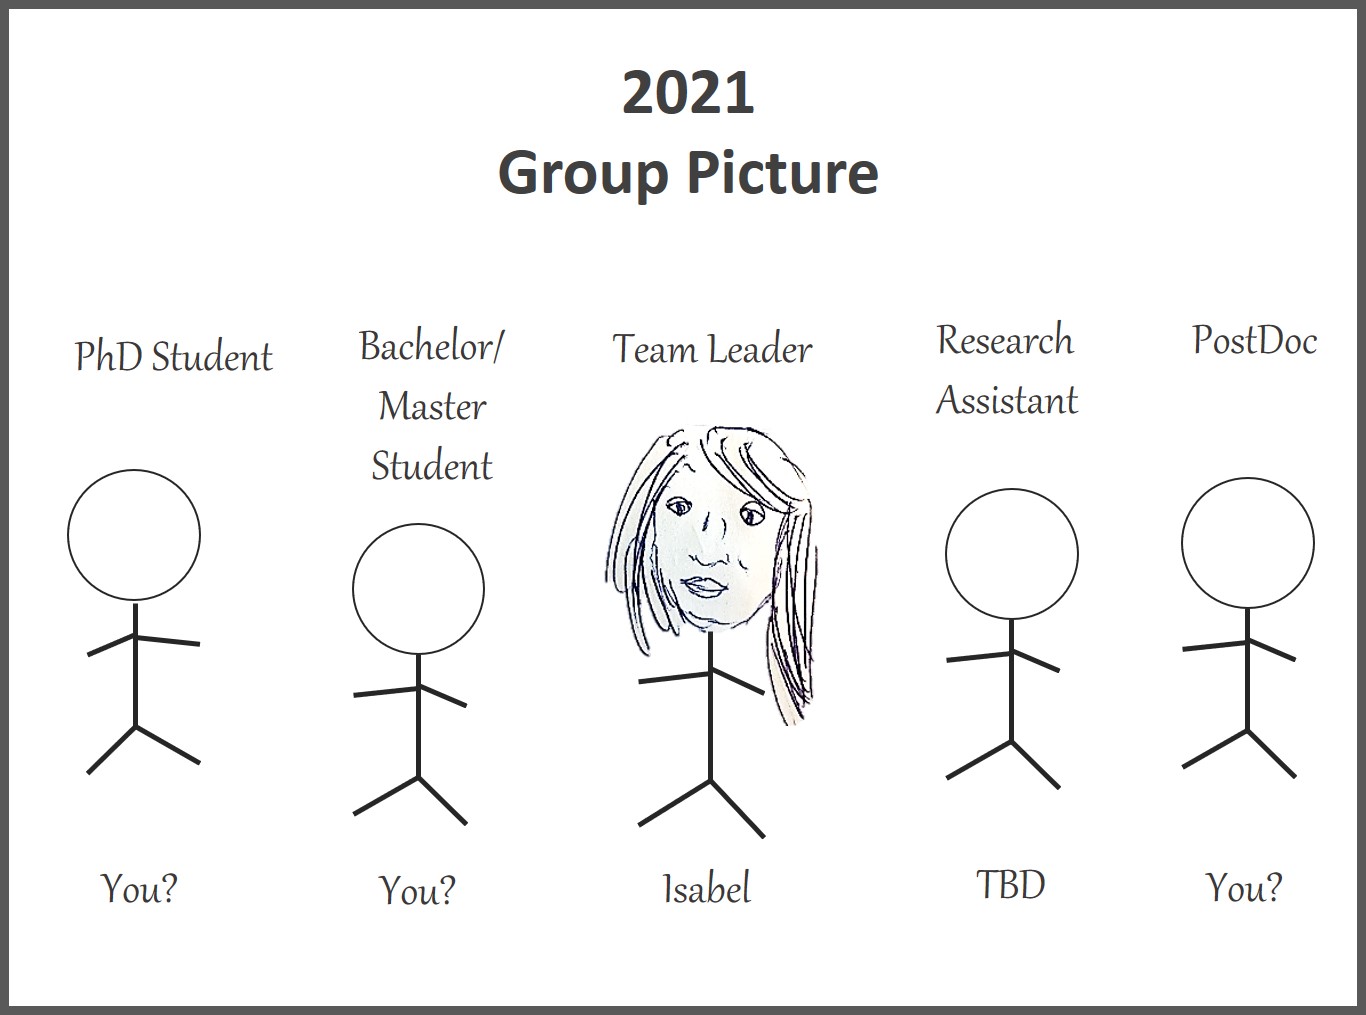 2021
Group Picture
PhD Student
Bachelor/
Master
Student
Team Leader
Research
Assistant
PostDoc
You?
You?
Isabel
TBD
You?